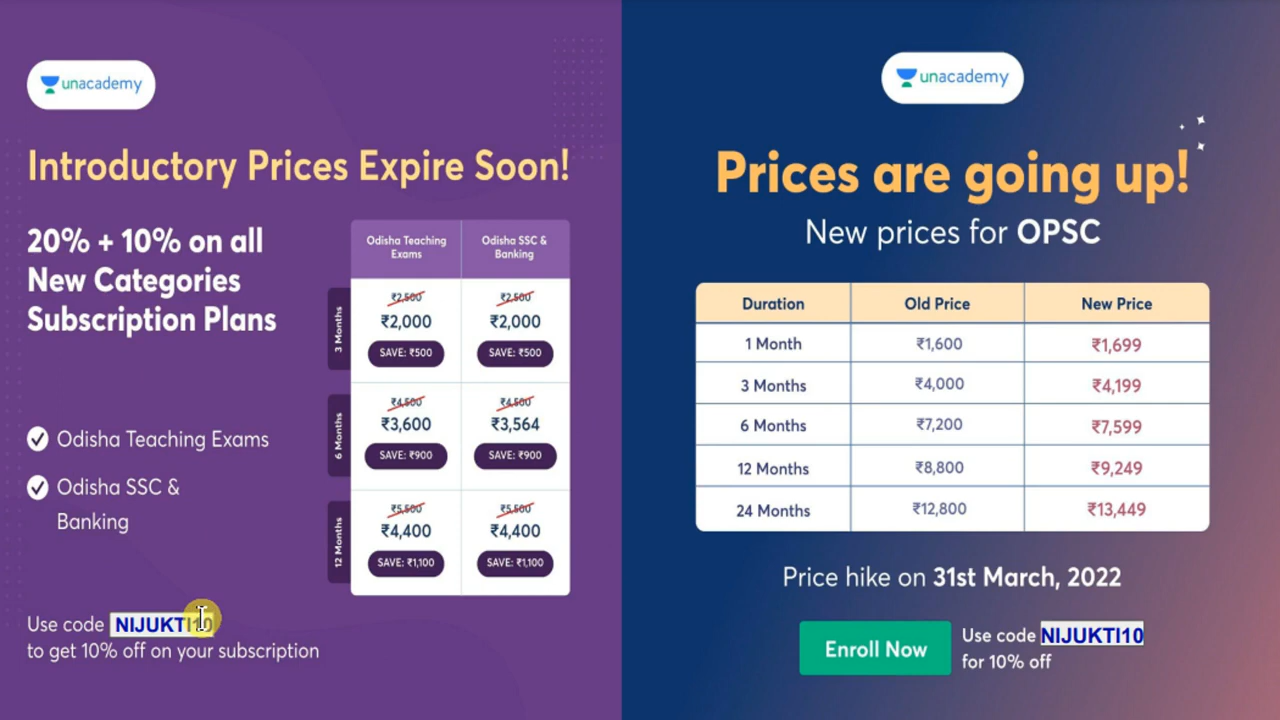 unacademy
Introductory Prices Expire Soon!
20% + 10% on all
New Categories
Subscription Plans
Odisha Teaching Exams
Odisha SSC &
Banking
Odisha Teaching
Exams
Odisha SSC &
Banking
3 Months
₹2,500
₹2,500
₹2,000
₹2,000
SAVE: ₹500
SAVE: ₹500
6 Months
₹4,500
₹4,500
₹3,600
₹3,564
SAVE: ₹900
SAVE: ₹900
12 Months
₹5,500
₹5,500
₹4,400
₹4,400
SAVE: ₹1,100
SAVE: ₹1,100
Use code NIJUKTI10
to get 10% off on your subscription
unacademy
Prices are going up!
New prices for OPSC
Duration Old Price New Price
1 Month ₹1,600 ₹1,699
3 Months ₹4,000 ₹4,199
6 Months ₹7,200 ₹7,599
12 Months ₹8,800 ₹9,249
24 Months ₹12,800 ₹13,449
Price hike on 31st March, 2022
Enroll Now
Use code NIJUKTI10
for 10% off